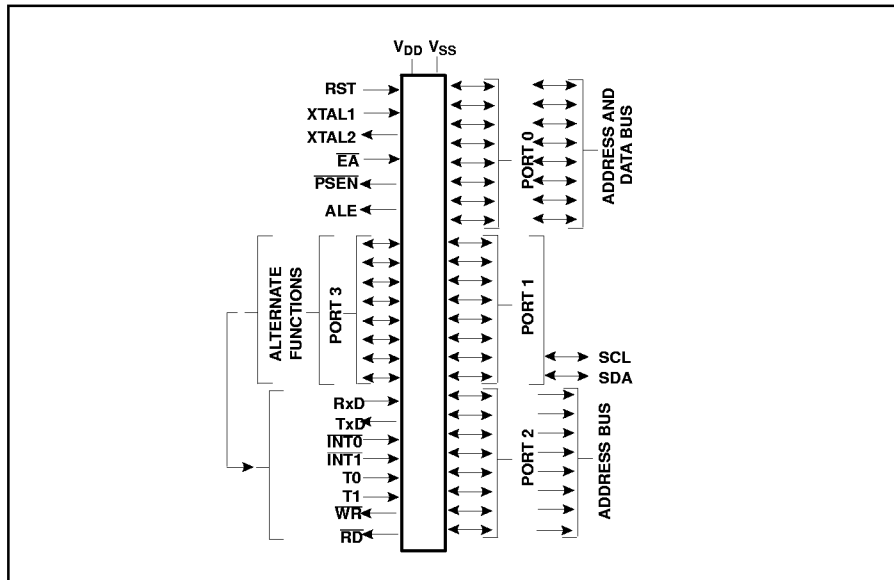 VDD VSS
RST
XTAL1
XTAL2
EA
PSEN
ALE
PORT 0
ADDRESS AND
DATA BUS
ALTERNATE
FUNCTIONS
PORT 3
PORT 1
SCL
SDA
RxD
TxD
INT0
INT1
T0
T1
WR
RD
PORT 2
ADDRESS BUS